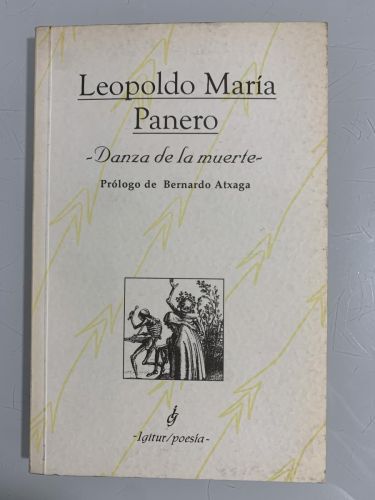 Leopoldo María
Panero
-Danza de la muerte-
Prólogo de Bernardo Atxaga
-Igitur/poesía-